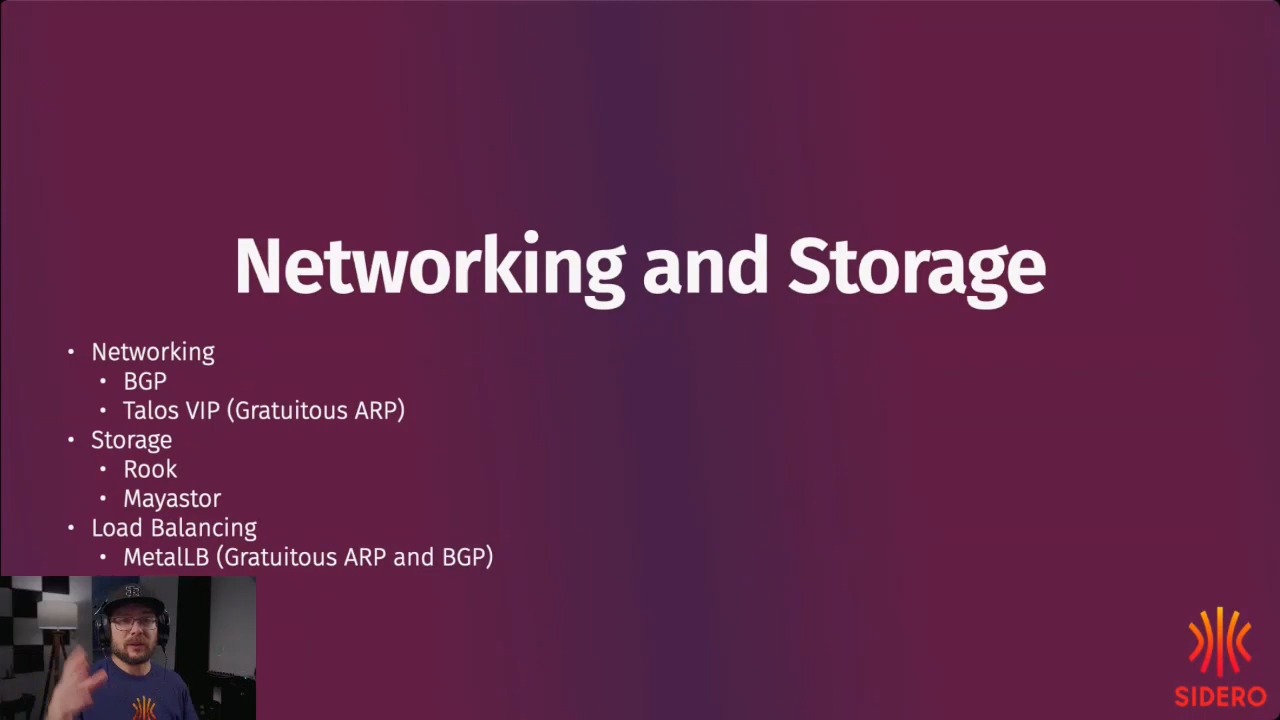 Networking and Storage
• Networking
• BGP
• Talos VIP (Gratuitous ARP)
• Storage
• Rook
• Mayastor
• Load Balancing
• MetalLB (Gratuitous ARP and BGP)
SIDERO